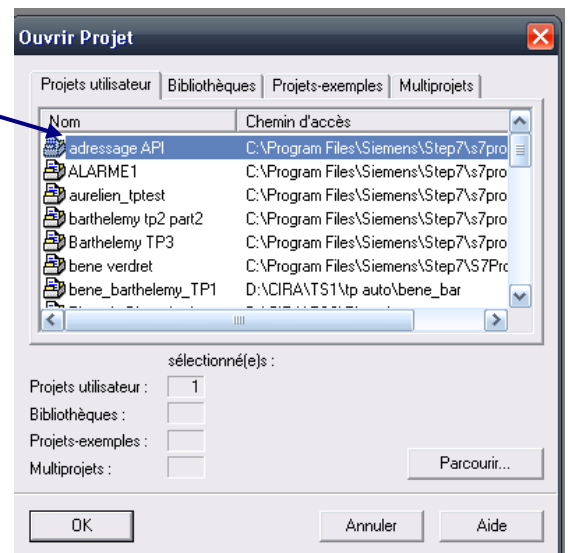 Ouvrir Projet
Projets utilisateur Bibliothèques Projets-exemples Multiprojets
Nom Chemin d'accès
adressage API C:\Program Files\Siemens\Step7\s7pro
ALARME1 C:\Program Files\Siemens\Step7\s7pro
aurelien_tptest C:\Program Files\Siemens\Step7\s7pro
barthelemy tp2 part2 C:\Program Files\Siemens\Step7\s7pro
Barthelemy TP3 C:\Program Files\Siemens\Step7\s7pro
bene verdret C:\Program Files\Siemens\Step7\S7Pro
bene_barthelemy_TP1 D:\CIRA\TS1\tp auto\bene_bar
sélectionné(e)s :
Projets utilisateur : 1
Bibliothèques :
Projets-exemples :
Multiprojets :
Parcourir...
OK Annuler Aide